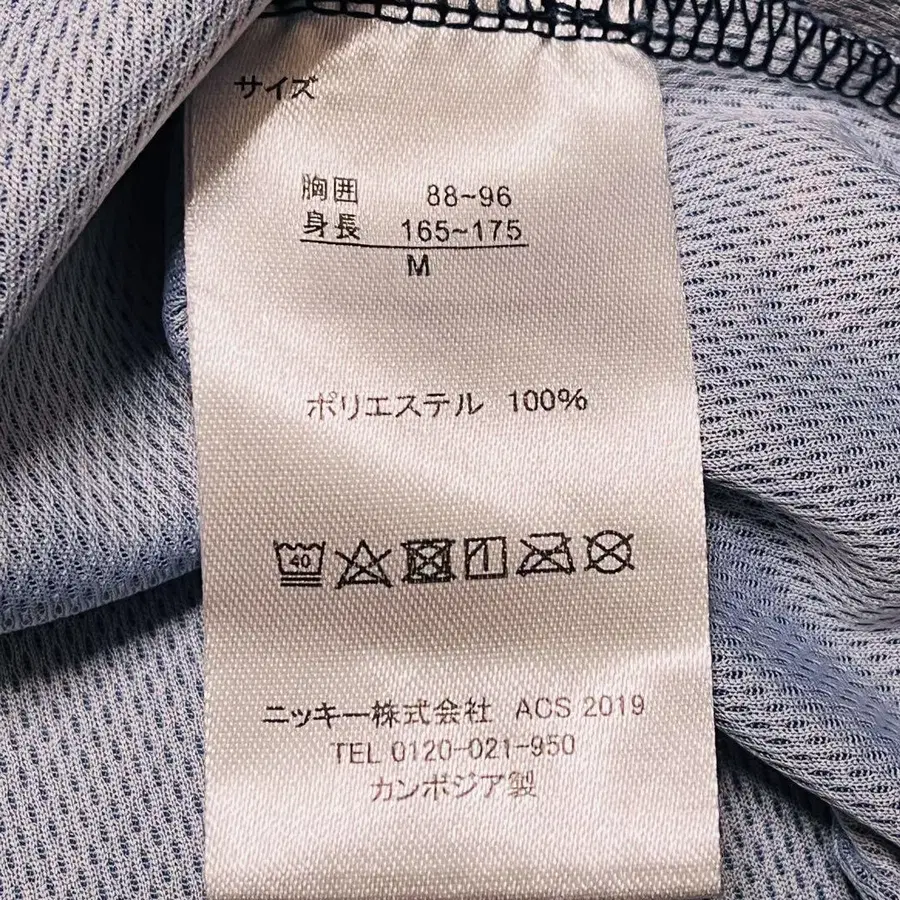 サイズ
胸囲 88~96
身長 165~175
M
ポリエステル 100%
40
ニッキー株式会社 ACS 2019
TEL 0120-021-950
カンボジア製